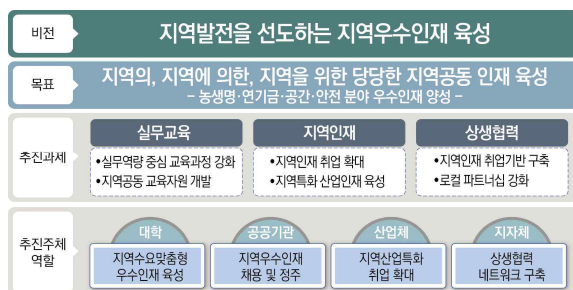 비전
지역발전을 선도하는 지역우수인재 육성
목표
지역의, 지역에 의한, 지역을 위한 당당한 지역공동 인재 육성
– 농생명·연기금·공간·안전 분야 우수인재 양성 –
추진과제
실무교육
•실무역량 중심 교육과정 강화
•지역공동 교육자원 개발
지역인재
•지역인재 취업 확대
•지역특화 산업인재 육성
상생협력
•지역인재 취업기반 구축
•로컬 파트너십 강화
추진주체
역할
대학
지역수요맞춤형
우수인재 육성
공공기관
지역우수인재
채용 및 정주
산업체
지역산업특화
취업 확대
지자체
상생협력
네트워크 구축